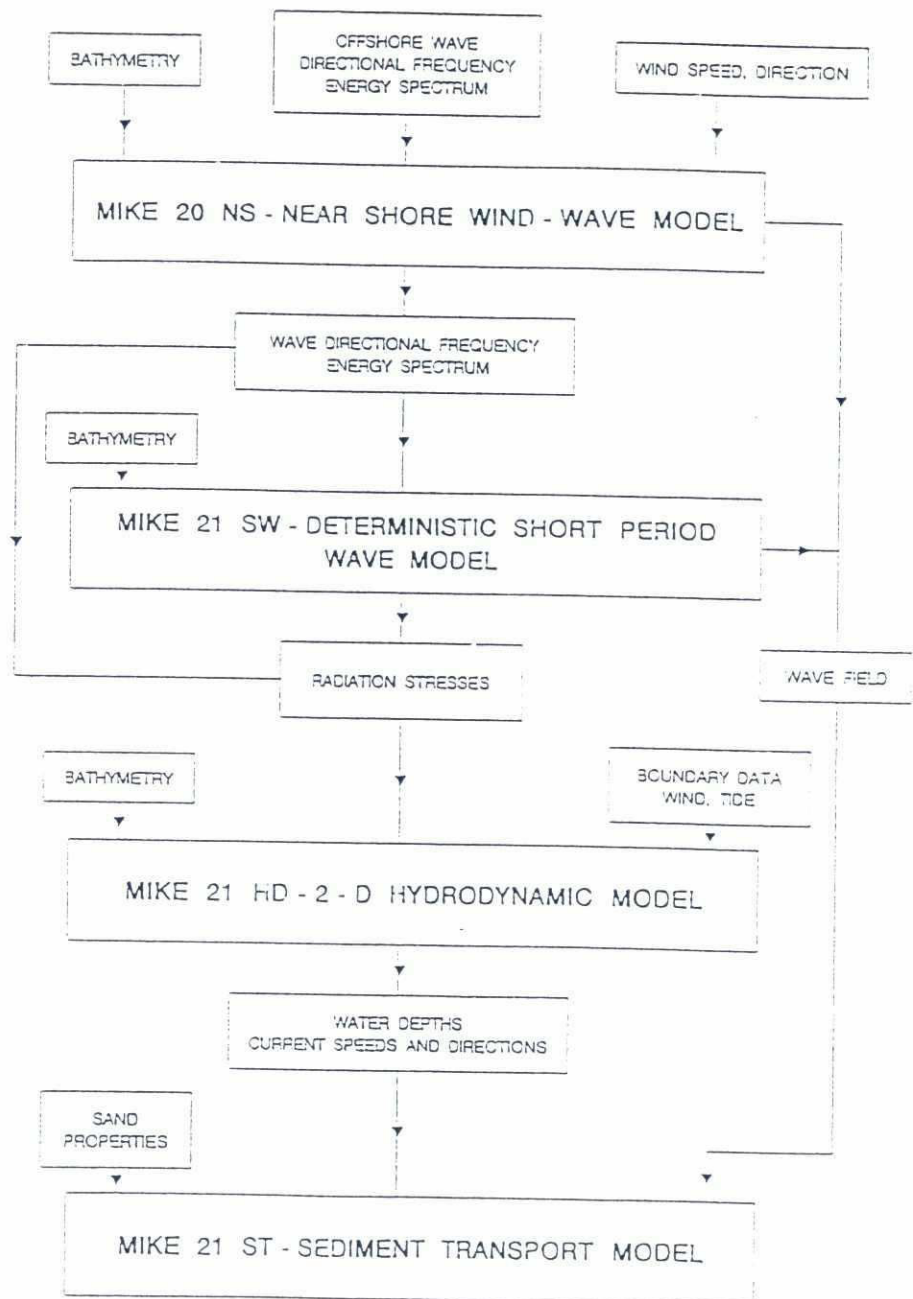 BATHYMETRY
OFFSHORE WAVE
DIRECTIONAL FREQUENCY
ENERGY SPECTRUM
WIND SPEED, DIRECTION
MIKE 20 NS - NEAR SHORE WIND - WAVE MODEL
WAVE DIRECTIONAL FREQUENCY
ENERGY SPECTRUM
BATHYMETRY
MIKE 21 SW - DETERMINISTIC SHORT PERIOD
WAVE MODEL
RADIATION STRESSES
WAVE FIELD
BATHYMETRY
BOUNDARY DATA
WIND, TIDE
MIKE 21 HD - 2 - D HYDRODYNAMIC MODEL
WATER DEPTHS
CURRENT SPEEDS AND DIRECTIONS
SAND
PROPERTIES
MIKE 21 ST - SEDIMENT TRANSPORT MODEL